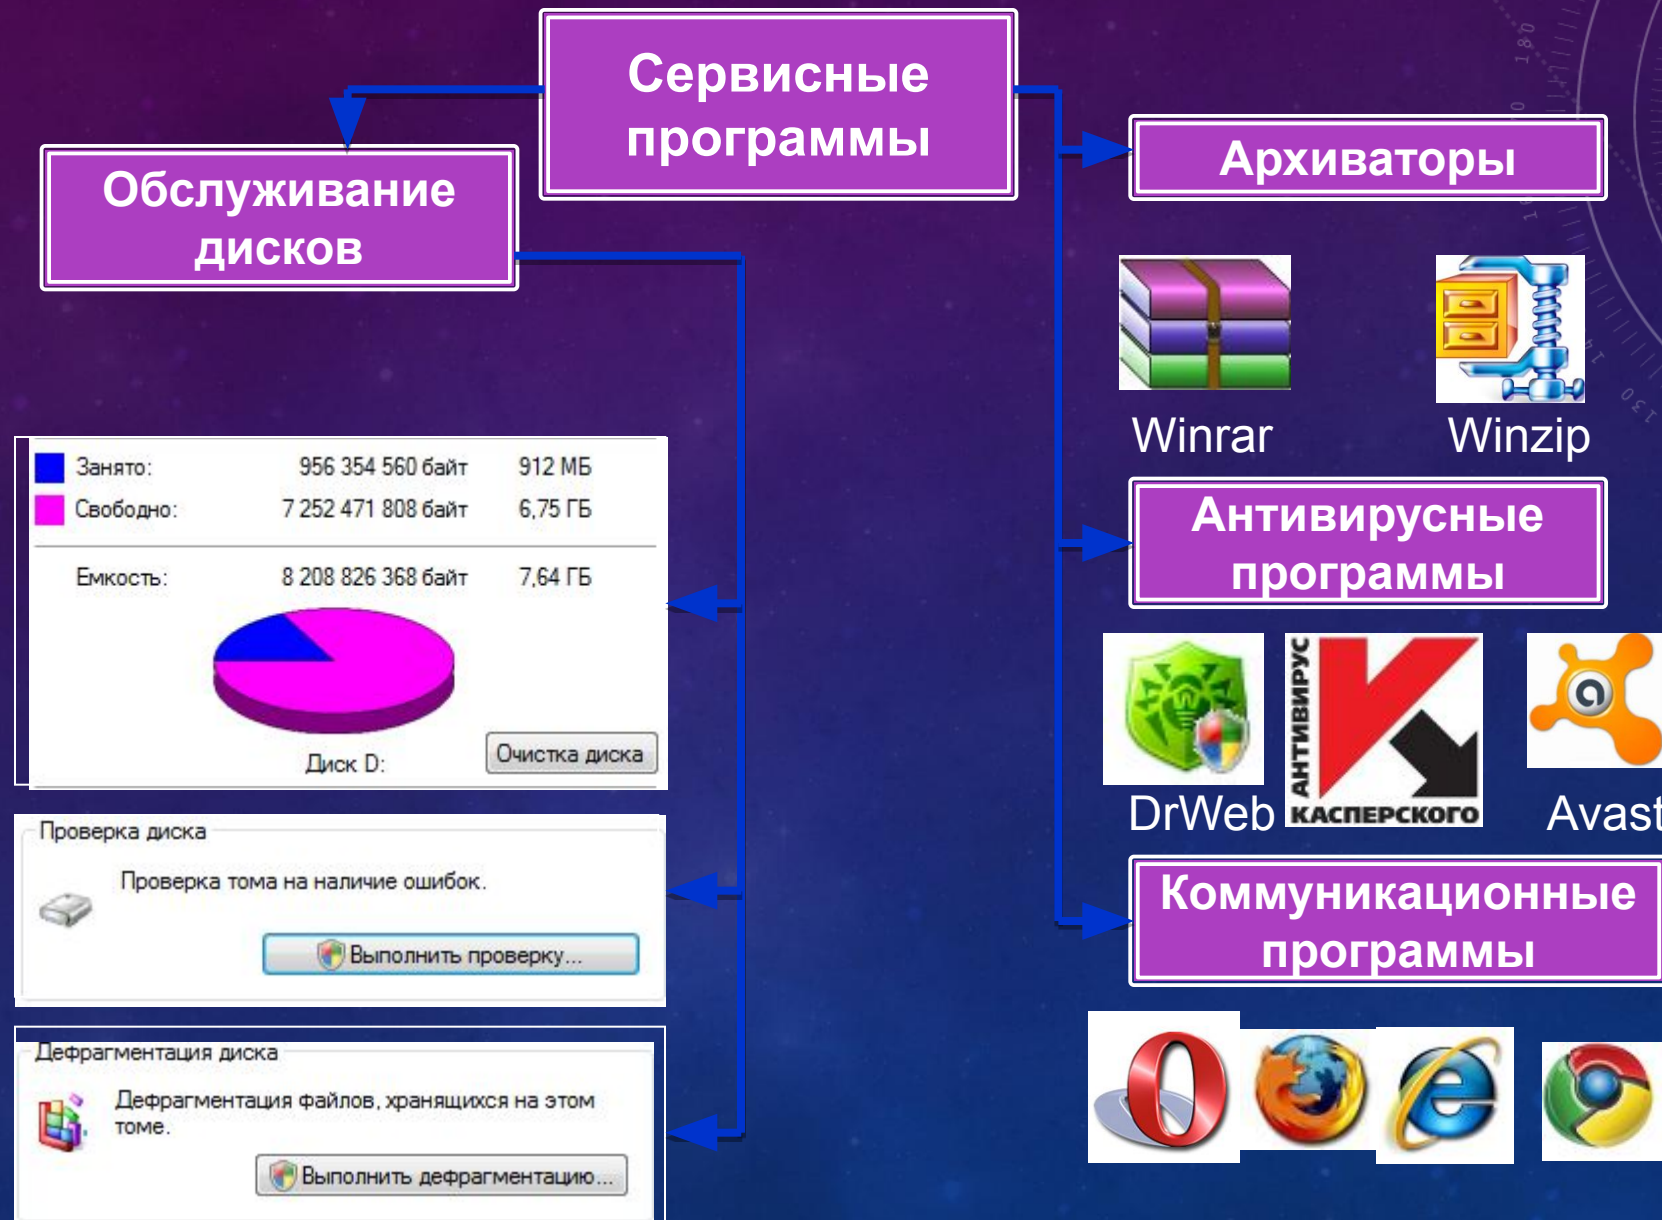 Сервисные
программы
Обслуживание
дисков
Занято: 956 354 560 байт 912 МБ
Свободно: 7 252 471 808 байт 6,75 ГБ
Емкость: 8 208 826 368 байт 7,64 ГБ
Диск D:
Очистка диска
Проверка диска
Проверка тома на наличие ошибок.
Выполнить проверку...
Дефрагментация диска
Дефрагментация файлов, хранящихся на этом
томе.
Выполнить дефрагментацию...
Архиваторы
Winrar Winzip
Антивирусные
программы
АНТИВИРУС
КАСПЕРСКОГО
DrWeb Avast
Коммуникационные
программы
180
130